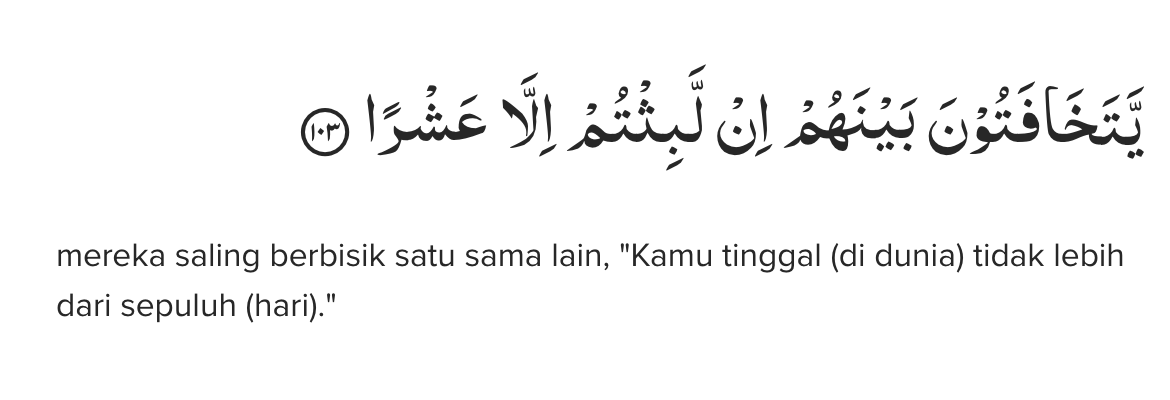 يَّتَخَافَتُوْنَ بَيْنَهُمْ اِنْ لَّبِثْتُمْ اِلَّا عَشْرًا ١٠٣
mereka saling berbisik satu sama lain, "Kamu tinggal (di dunia) tidak lebih
dari sepuluh (hari)."